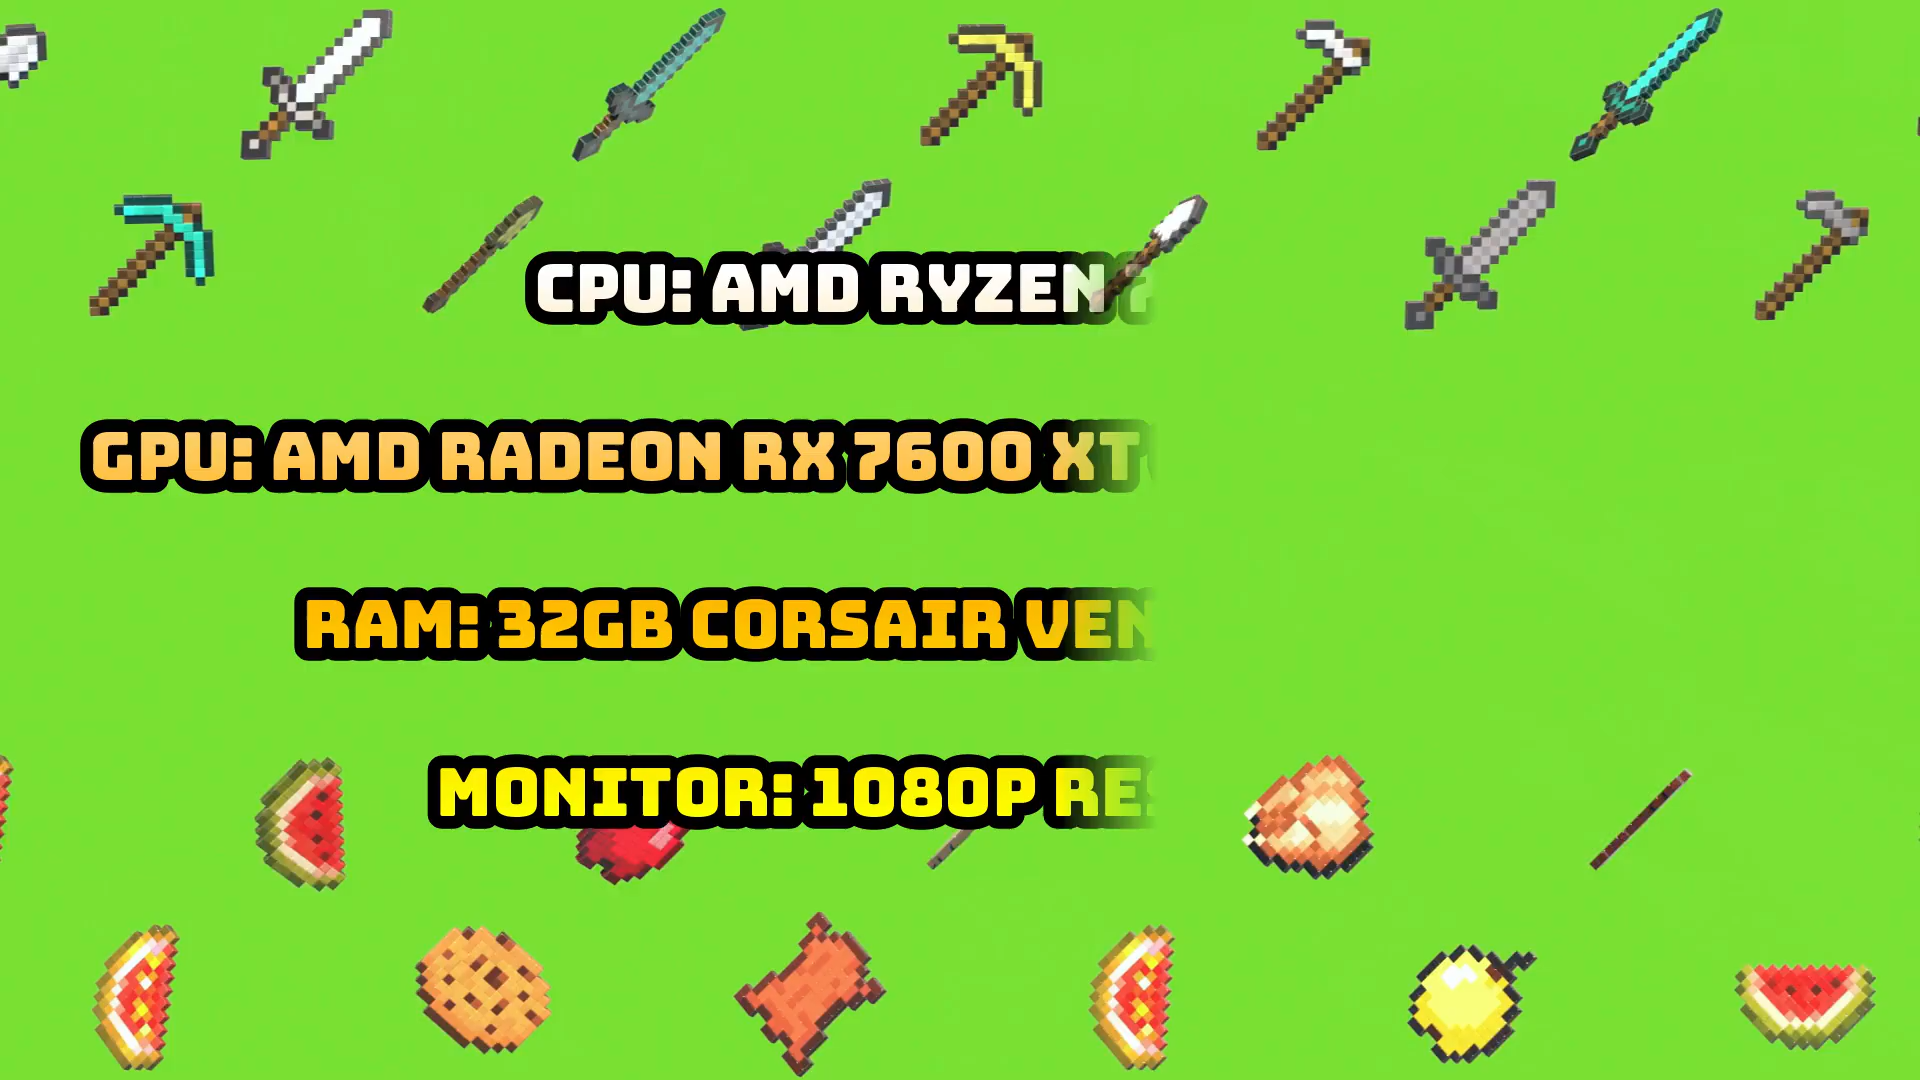 CPU: AMD RYZEN
GPU: AMD RADEON RX 7600 XT
RAM: 32GB CORSAIR
MONITOR: 1080P